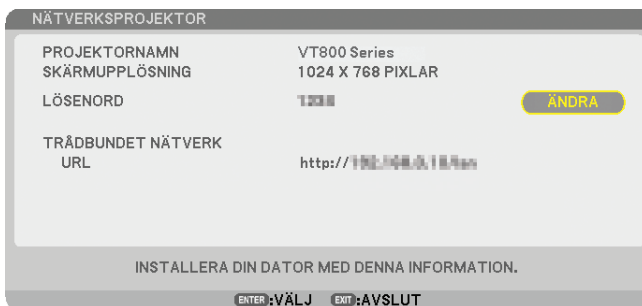 NÄTVERKSPROJEKTOR
PROJEKTORNAMN VT800 Series
SKÄRMUPPLÖSNING 1024 X 768 PIXLAR
LÖSENORD ÄNDRA
TRÅDBUNDET NÄTVERK
URL http://
INSTALLERA DIN DATOR MED DENNA INFORMATION.
ENTER:VÄLJ EXIT:AVSLUT